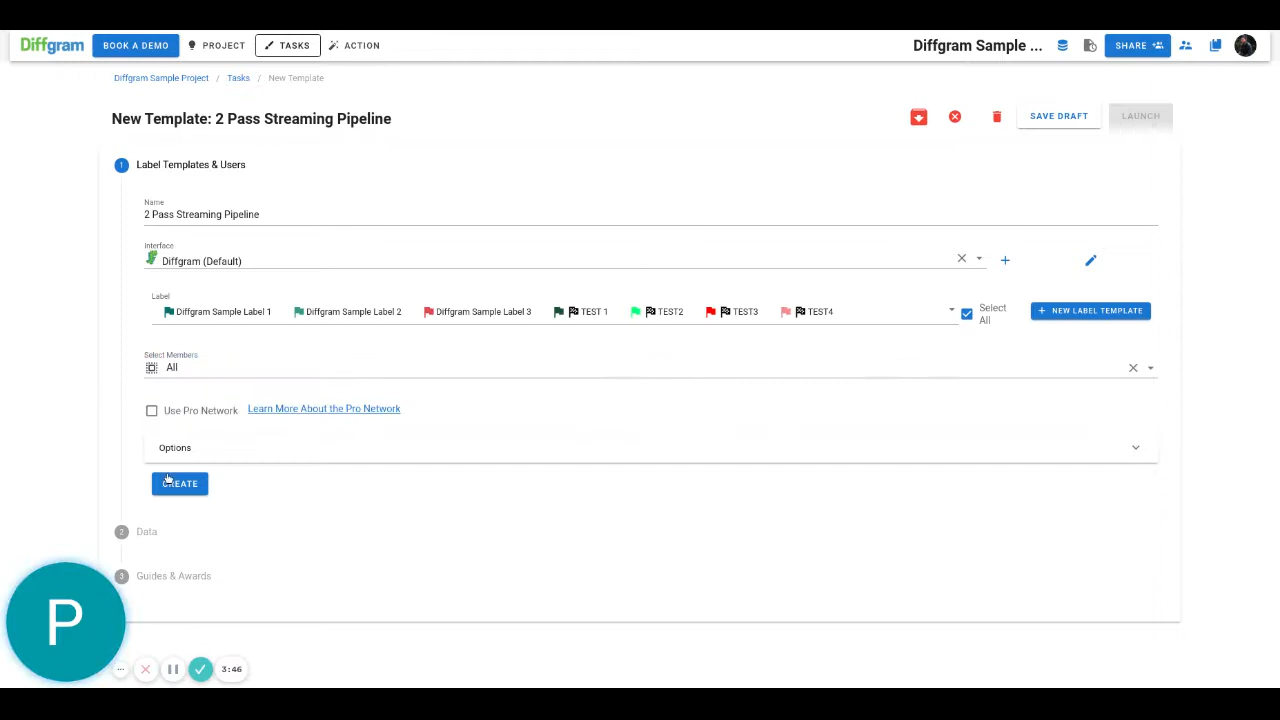 Diffgram BOOK A DEMO PROJECT TASKS ACTION Diffgram Sample ... SHARE
Diffgram Sample Project / Tasks / New Template
New Template: 2 Pass Streaming Pipeline SAVE DRAFT LAUNCH
1 Label Templates & Users
Name
2 Pass Streaming Pipeline
Interface
Diffgram (Default)
Label
Diffgram Sample Label 1 Diffgram Sample Label 2 Diffgram Sample Label 3 TEST 1 TEST2 TEST3 TEST4 Select All + NEW LABEL TEMPLATE
Select Members
All
Use Pro Network Learn More About the Pro Network
Options
CREATE
2 Data
3 Guides & Awards
P
3:46